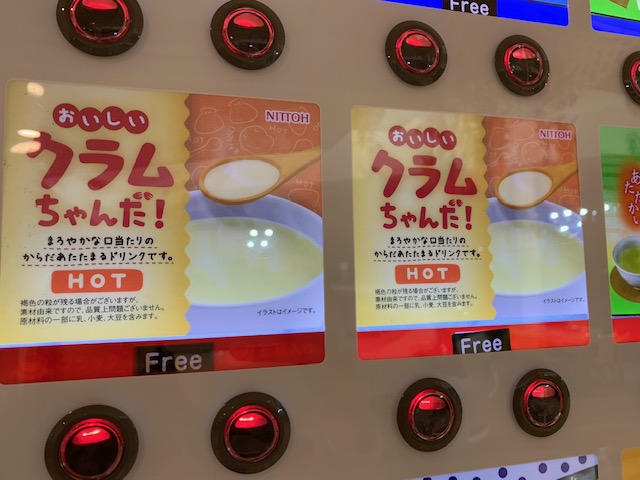 Free
おいしい
NITTOH
クラム
ちゃんだ!
まろやかな口当たりの
からだあたたまるドリンクです。
HOT
褐色の粒が残る場合がございますが、
素材由来ですので、品質上問題ございません。
原材料の一部に乳、小麦、大豆を含みます。
イラストはイメージです。
Free
おいしい
NITTOH
クラム
ちゃんだ!
まろやかな口当たりの
からだあたたまるドリンクです。
HOT
褐色の粒が残る場合がございますが、
素材由来ですので、品質上問題ございません。
原材料の一部に乳、小麦、大豆を含みます。
イラストはイメージです。
Free
あたたかい